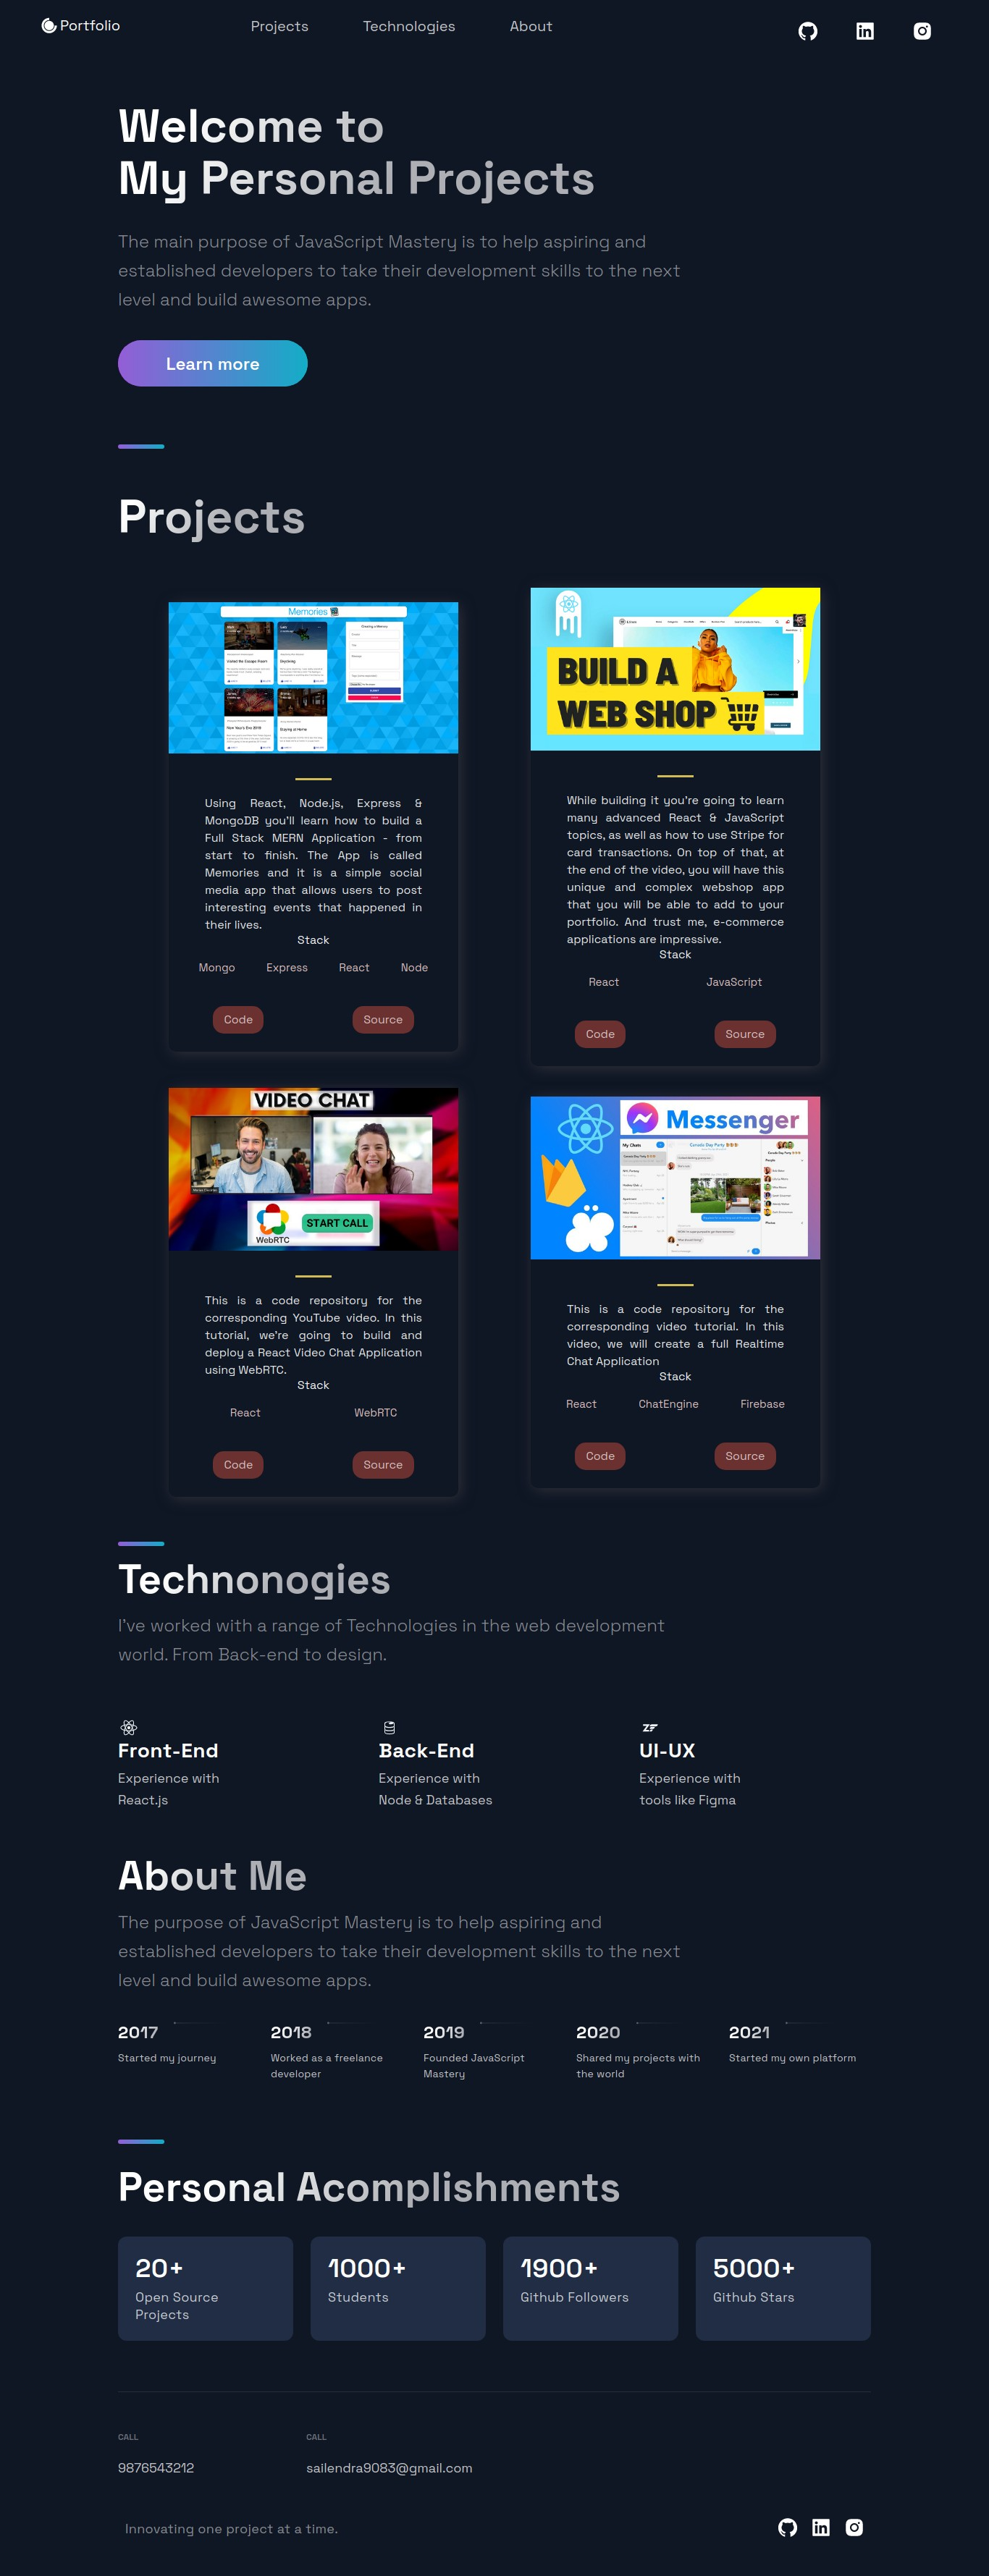 Portfolio
Projects
Technologies
About
Welcome to
My Personal Projects
The main purpose of JavaScript Mastery is to help aspiring and
established developers to take their development skills to the next
level and build awesome apps.
Learn more
Projects
Memories
BUILD A
WEB SHOP
Using React, Node.js, Express &
MongoDB you'll learn how to build a
Full Stack MERN Application - from
start to finish. The App is called
Memories and it is a simple social
media app that allows users to post
interesting events that happened in
their lives.
Stack
Mongo Express React Node
Code Source
While building it you're going to learn
many advanced React & JavaScript
topics, as well as how to use Stripe for
card transactions. On top of that, at
the end of the video, you will have this
unique and complex webshop app
that you will be able to add to your
portfolio. And trust me, e-commerce
applications are impressive.
Stack
React JavaScript
Code Source
VIDEO CHAT
WebRTC
START CALL
This is a code repository for the
corresponding YouTube video. In this
tutorial, we're going to build and
deploy a React Video Chat Application
using WebRTC.
Stack
React WebRTC
Code Source
Messenger
My Chats
Canada Day Party
This is a code repository for the
corresponding video tutorial. In this
video, we will create a full Realtime
Chat Application
Stack
React ChatEngine Firebase
Code Source
Technonogies
I've worked with a range of Technologies in the web development
world. From Back-end to design.
Front-End
Experience with
React.js
Back-End
Experience with
Node & Databases
UI-UX
Experience with
tools like Figma
About Me
The purpose of JavaScript Mastery is to help aspiring and
established developers to take their development skills to the next
level and build awesome apps.
2017
Started my journey
2018
Worked as a freelance
developer
2019
Founded JavaScript
Mastery
2020
Shared my projects with
the world
2021
Started my own platform
Personal Acomplishments
20+
Open Source
Projects
1000+
Students
1900+
Github Followers
5000+
Github Stars
CALL
9876543212
CALL
sailendra9083@gmail.com
Innovating one project at a time.